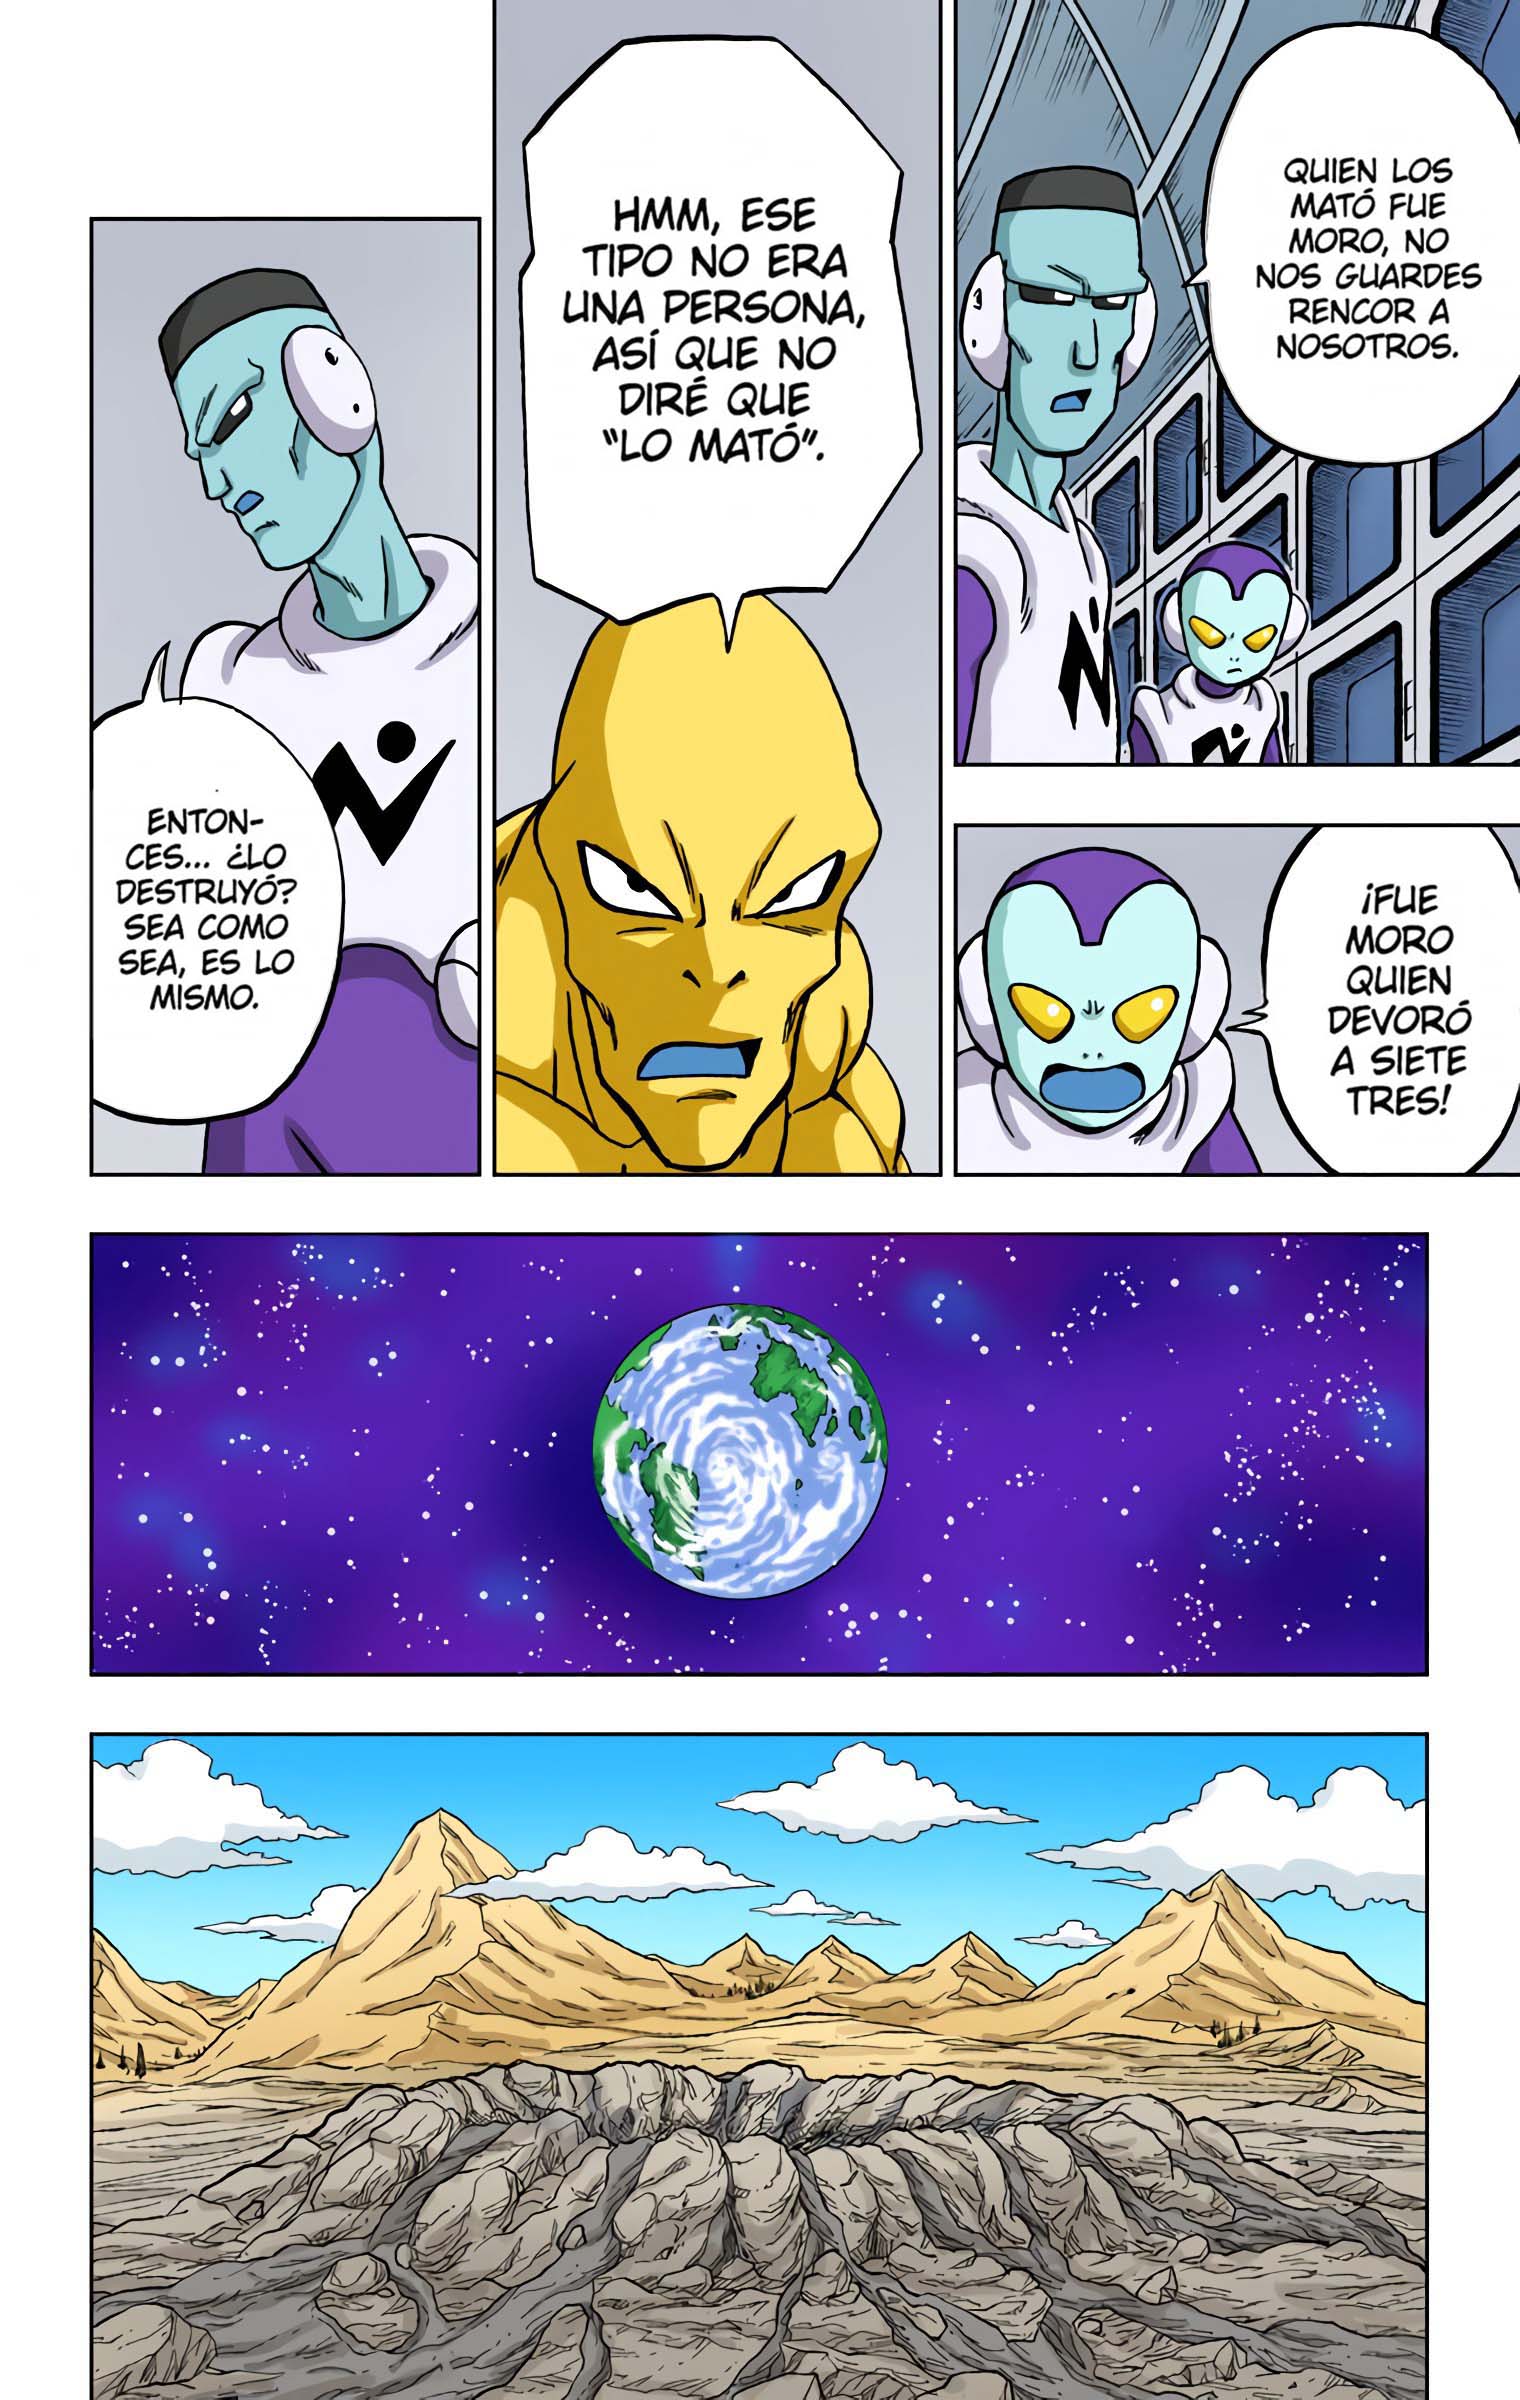 QUIEN LOS
MATÓ FUE
MORO, NO
NOS GUARDES
RENCOR A
NOSOTROS.
¡FUE
MORO
QUIEN
DEVORÓ
A SIETE
TRES!
HMM, ESE
TIPO NO ERA
UNA PERSONA,
ASÍ QUE NO
DIRÉ QUE
"LO MATÓ".
ENTON-
CES... ¿LO
DESTRUYÓ?
SEA COMO
SEA, ES LO
MISMO.